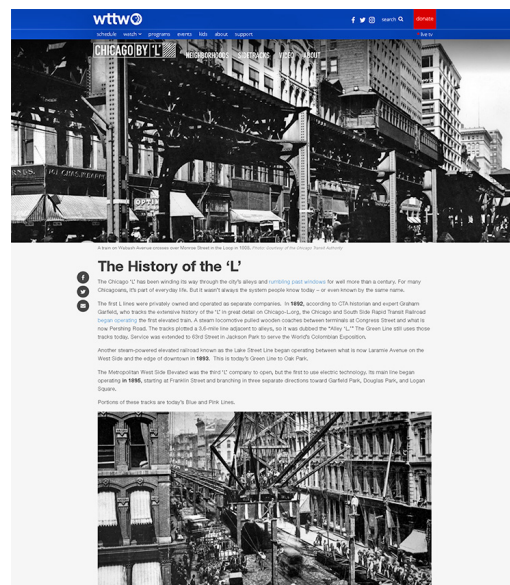 wttw
search
donate
schedule watch programs events kids about support
live tv
CHICAGO BY 'L'
NEIGHBORHOODS SIDETRACKS VIDEO ABOUT
A train on Wabash Avenue crosses over Monroe Street in the Loop in 1900. Photo: Courtesy of the Chicago Transit Authority
The History of the ‘L’
The Chicago ‘L’ has been winding its way through the city’s alleys and rumbling past windows for well more than a century. For many
Chicagoans, it’s part of everyday life. But it wasn’t always the system people know today – or even known by the same name.
The first L lines were privately owned and operated as separate companies. In 1892, according to CTA historian and expert Graham
Garfield, who tracks the extensive history of the “L” in great detail on Chicago-L.org, the Chicago and South Side Rapid Transit Railroad
began operating the first elevated train. A steam locomotive pulled wooden coaches between terminals at Congress Street and what is
now Pershing Road. The tracks plotted a 3.6-mile line adjacent to alleys, so it was dubbed the “Alley ‘L.’” The Green Line still uses those
tracks today. Service was extended to 63rd Street in Jackson Park to serve the World’s Columbian Exposition.
Another steam-powered elevated railroad known as the Lake Street Line began operating between what is now Laramie Avenue on the
West Side and the edge of downtown in 1893. This is today’s Green Line to Oak Park.
The Metropolitan West Side Elevated was the third ‘L’ company to open, but the first to use electric technology. Its main line began
operating in 1895, starting at Franklin Street and branching in three separate directions toward Garfield Park, Douglas Park, and Logan
Square.
Portions of these tracks are today’s Blue and Pink Lines.